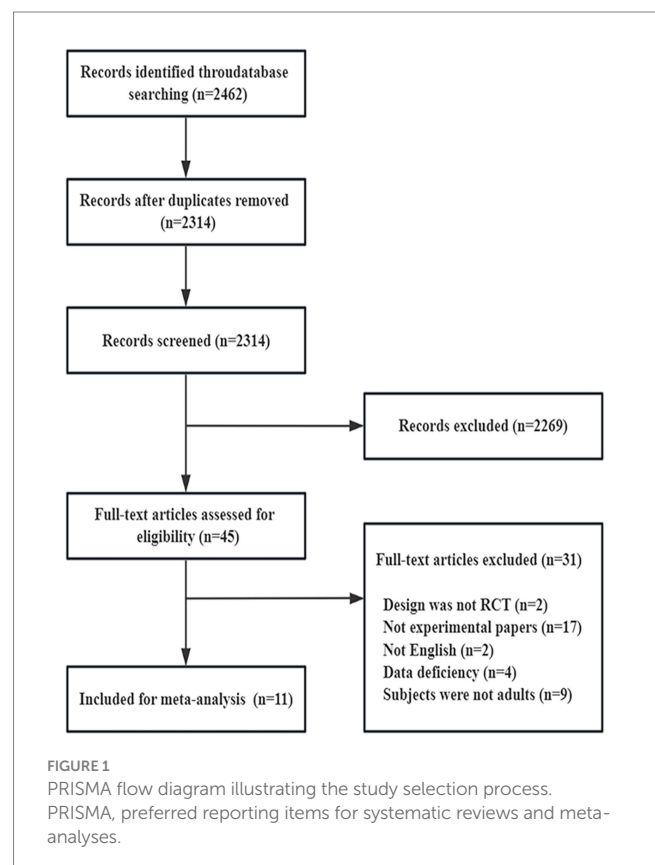 Records identified throudatabase
searching (n=2462)
Records after duplicates removed
(n=2314)
Records screened (n=2314)
Records excluded (n=2269)
Full-text articles assessed for
eligibility (n=45)
Full-text articles excluded (n=31)
Design was not RCT (n=2)
Not experimental papers (n=17)
Not English (n=2)
Data deficiency (n=4)
Subjects were not adults (n=9)
Included for meta-analysis (n=11)
FIGURE 1
PRISMA flow diagram illustrating the study selection process.
PRISMA, preferred reporting items for systematic reviews and meta-
analyses.